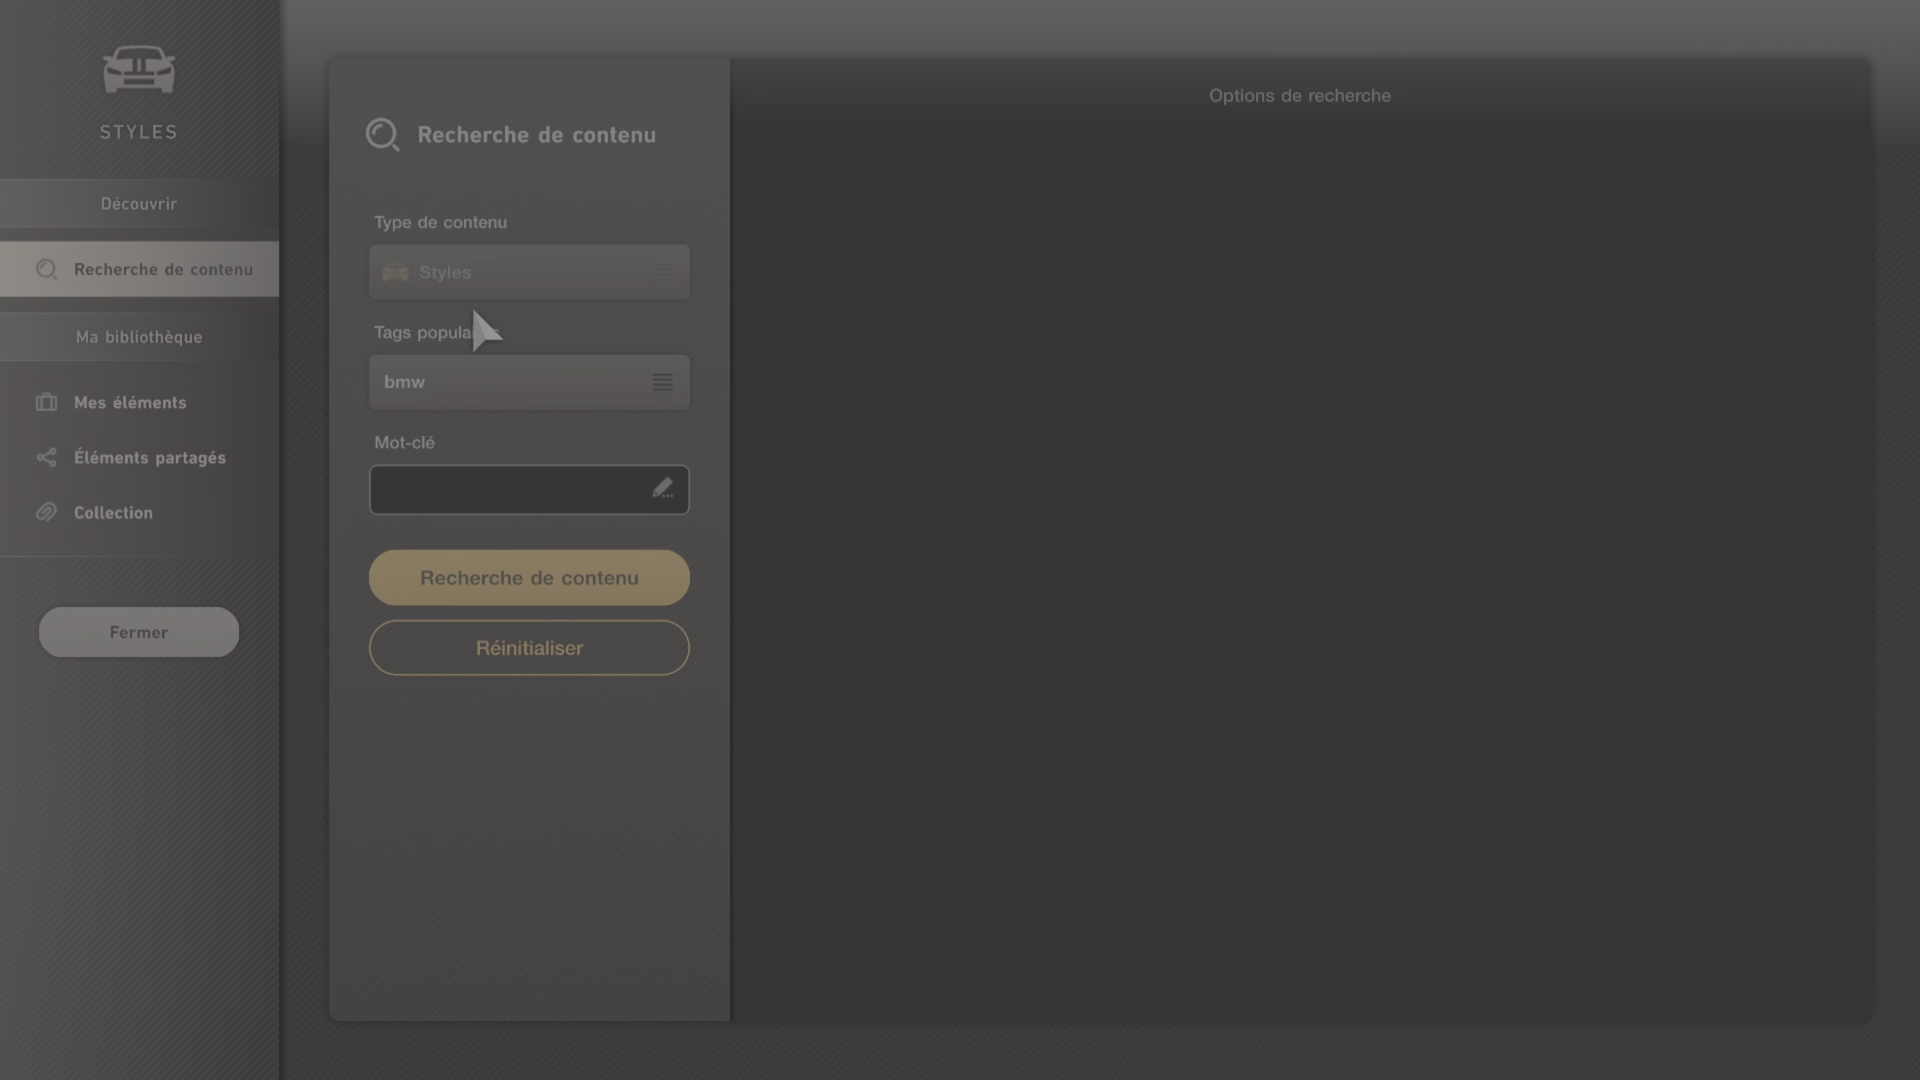 STYLES
Découvrir
Recherche de contenu
Ma bibliothèque
Mes éléments
Éléments partagés
Collection
Fermer
Recherche de contenu
Type de contenu
Styles
Tags
bmw
Mot-clé
Recherche de contenu
Réinitialiser
Options de recherche